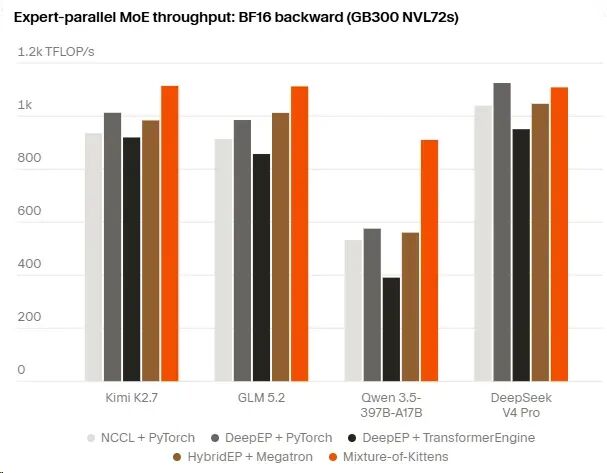 Expert-parallel MoE throughput: BF16 backward (GB300 NVL72s)
1.2k TFLOP/s
1k
800
600
400
200
0
Kimi K2.7
GLM 5.2
Qwen 3.5-
397B-A17B
DeepSeek
V4 Pro
NCCL + PyTorch
DeepEP + PyTorch
DeepEP + TransformerEngine
HybridEP + Megatron
Mixture-of-Kittens